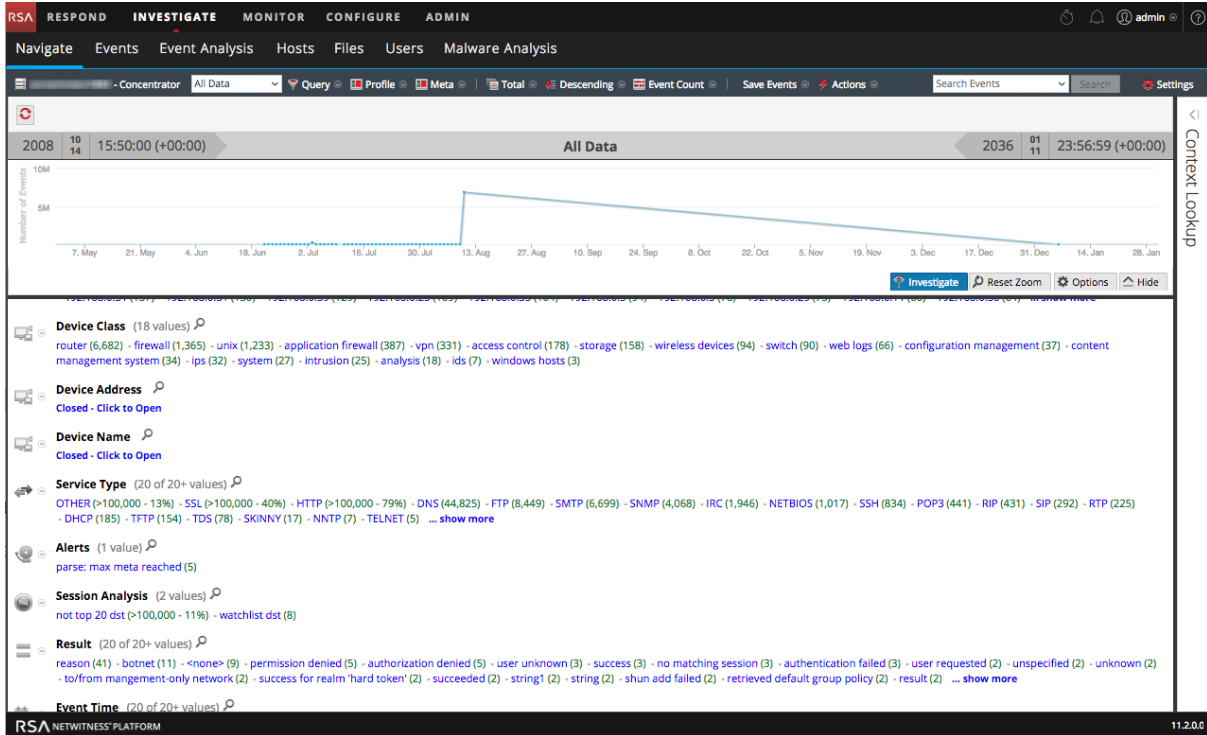 RSA RESPOND INVESTIGATE MONITOR CONFIGURE ADMIN admin
Navigate Events Event Analysis Hosts Files Users Malware Analysis
- Concentrator All Data Query Profile Meta Total Descending Event Count Save Events Actions Search Events Search Settings
2008 10 14 15:50:00 (+00:00) All Data 2036 01 11 23:56:59 (+00:00)
Context Lookup
Number of Events
10M
5M
7. May 21. May 4. Jun 18. Jun 2. Jul 16. Jul 30. Jul 13. Aug 27. Aug 10. Sep 24. Sep 8. Oct 22. Oct 5. Nov 19. Nov 3. Dec 17. Dec 31. Dec 14. Jan 28. Jan
Investigate Reset Zoom Options Hide
Device Class (18 values)
router (6,682) - firewall (1,365) - unix (1,233) - application firewall (387) - vpn (331) - access control (178) - storage (158) - wireless devices (94) - switch (90) - web logs (66) - configuration management (37) - content
management system (34) - ips (32) - system (27) - intrusion (25) - analysis (18) - ids (7) - windows hosts (3)
Device Address
Closed - Click to Open
Device Name
Closed - Click to Open
Service Type (20 of 20+ values)
OTHER (>100,000 - 13%) - SSL (>100,000 - 40%) - HTTP (>100,000 - 79%) - DNS (44,825) - FTP (8,449) - SMTP (6,699) - SNMP (4,068) - IRC (1,946) - NETBIOS (1,017) - SSH (834) - POP3 (441) - RIP (431) - SIP (292) - RTP (225)
- DHCP (185) - TFTP (154) - TDS (78) - SKINNY (17) - NNTP (7) - TELNET (5) ... show more
Alerts (1 value)
parse: max meta reached (5)
Session Analysis (2 values)
not top 20 dst (>100,000 - 11%) - watchlist dst (8)
Result (20 of 20+ values)
reason (41) - botnet (11) - <none> (9) - permission denied (5) - authorization denied (5) - user unknown (3) - success (3) - no matching session (3) - authentication failed (3) - user requested (2) - unspecified (2) - unknown (2)
- to/from mangement-only network (2) - success for realm 'hard token' (2) - succeeded (2) - string1 (2) - string (2) - shun add failed (2) - retrieved default group policy (2) - result (2) ... show more
Event Time (20 of 20+ values)
RSA NETWITNESS PLATFORM 11.2.0.0